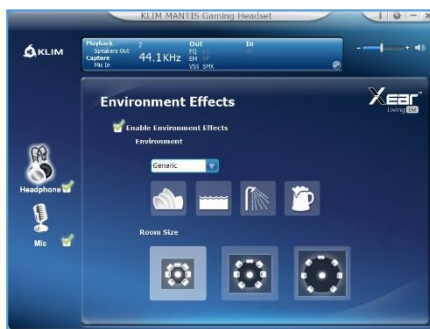 KLIM MANTIS Gaming Headset
KLIM
Playback
Speakers Out
Capture
Mic In
2
44.1KHz
Out
EQ
EM
VSS SMX
In
Xear
Living
Environment Effects
Enable Environment Effects
Environment
Generic
Headphone
Mic
Room Size